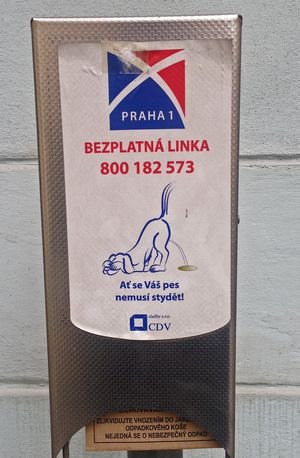 PRAHA 1
BEZPLATNÁ LINKA
800 182 573
Ať se Váš pes
nemusí stydět!
služby s.r.o.
CDV
ZLIKVIDUJTE VHOZENÍM DO
ODPADKOVÉHO KOŠE
NEJEDNÁ SE O NEBEZPEČNÝ ODPAD